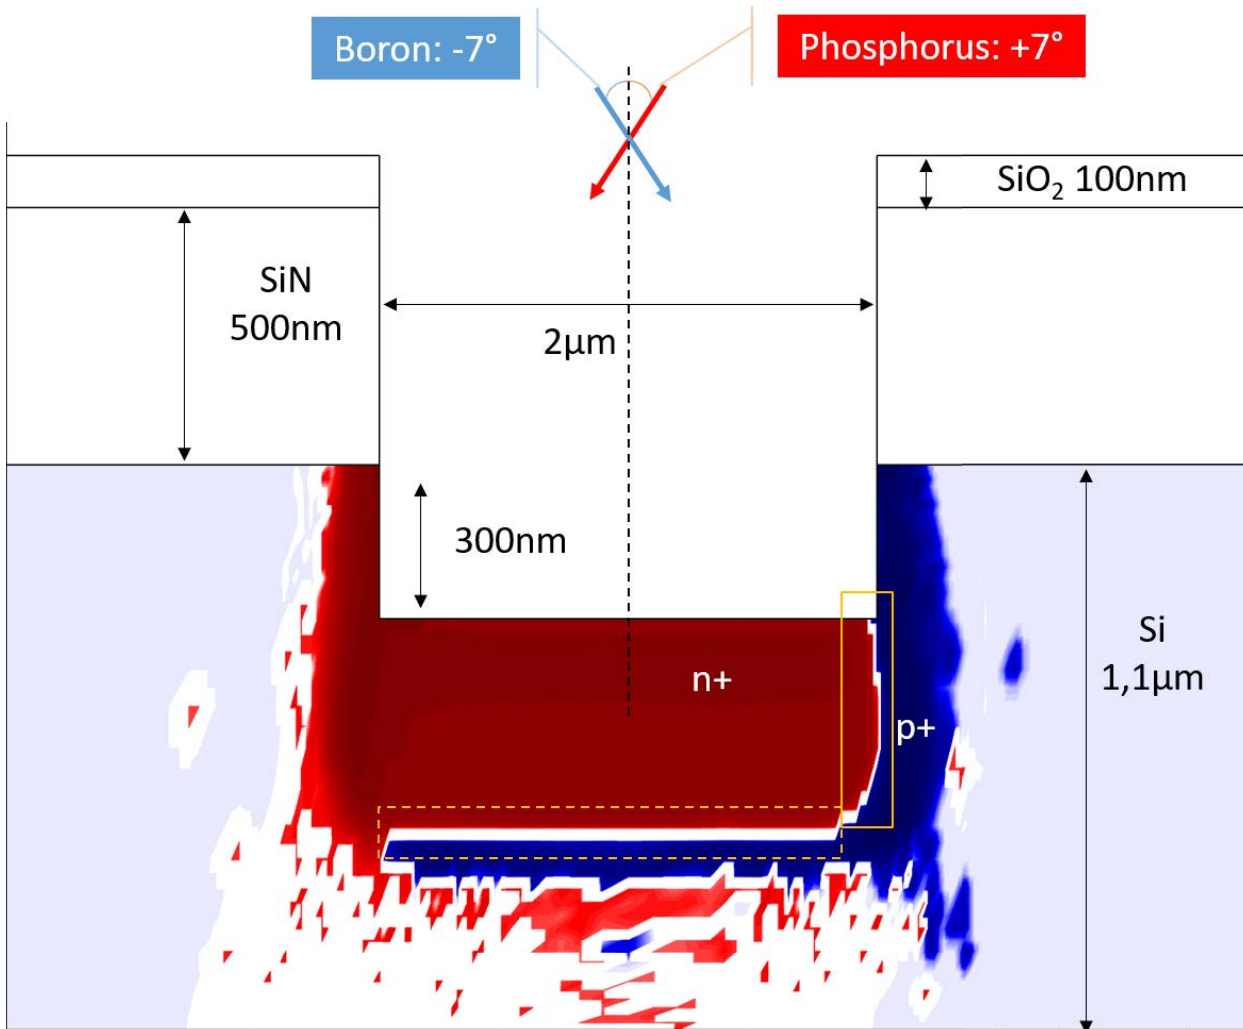 Boron: -7°
Phosphorus: +7°
SiO₂ 100nm
SiN
500nm
2μm
300nm
n+
p+
Si
1,1μm